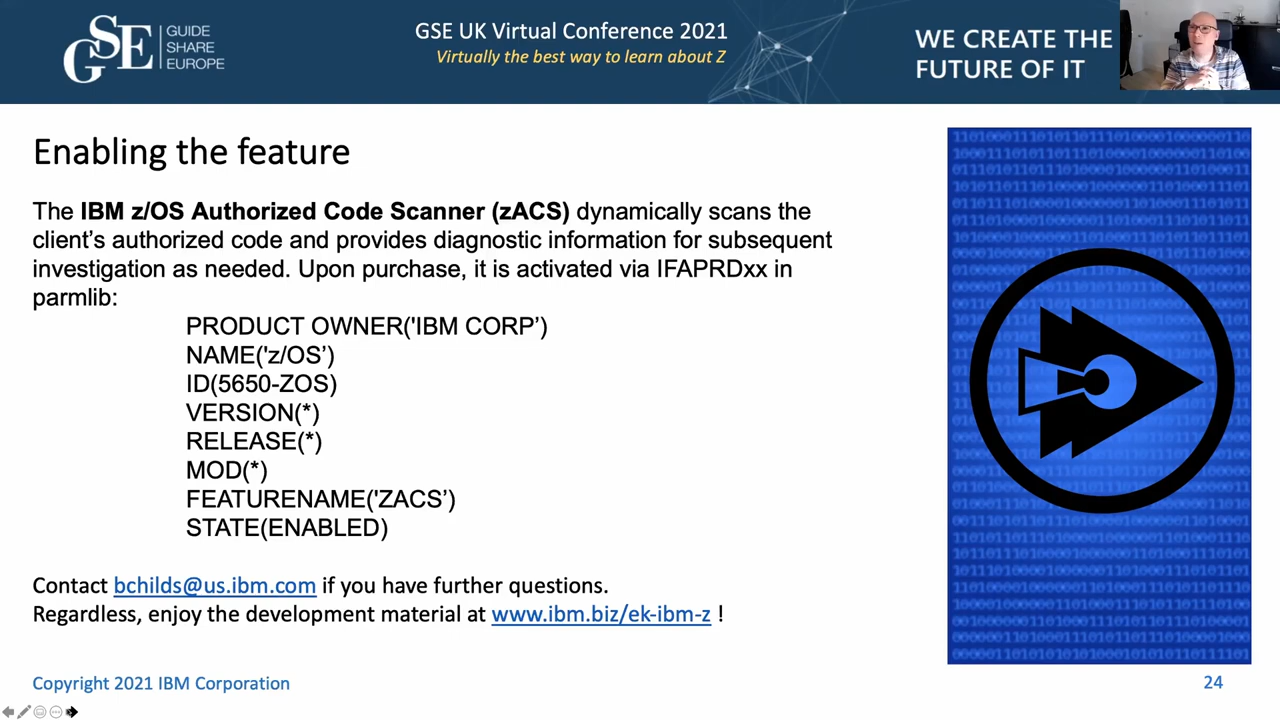 GSE
GUIDE
SHARE
EUROPE
GSE UK Virtual Conference 2021
Virtually the best way to learn about Z
WE CREATE THE
FUTURE OF IT
Enabling the feature
The IBM z/OS Authorized Code Scanner (zACS) dynamically scans the
client’s authorized code and provides diagnostic information for subsequent
investigation as needed. Upon purchase, it is activated via IFAPRDxx in
parmlib:
PRODUCT OWNER('IBM CORP’)
NAME('z/OS’)
ID(5650-ZOS)
VERSION(*)
RELEASE(*)
MOD(*)
FEATURENAME('ZACS’)
STATE(ENABLED)
Contact bchilds@us.ibm.com if you have further questions.
Regardless, enjoy the development material at www.ibm.biz/ek-ibm-z !
Copyright 2021 IBM Corporation
24